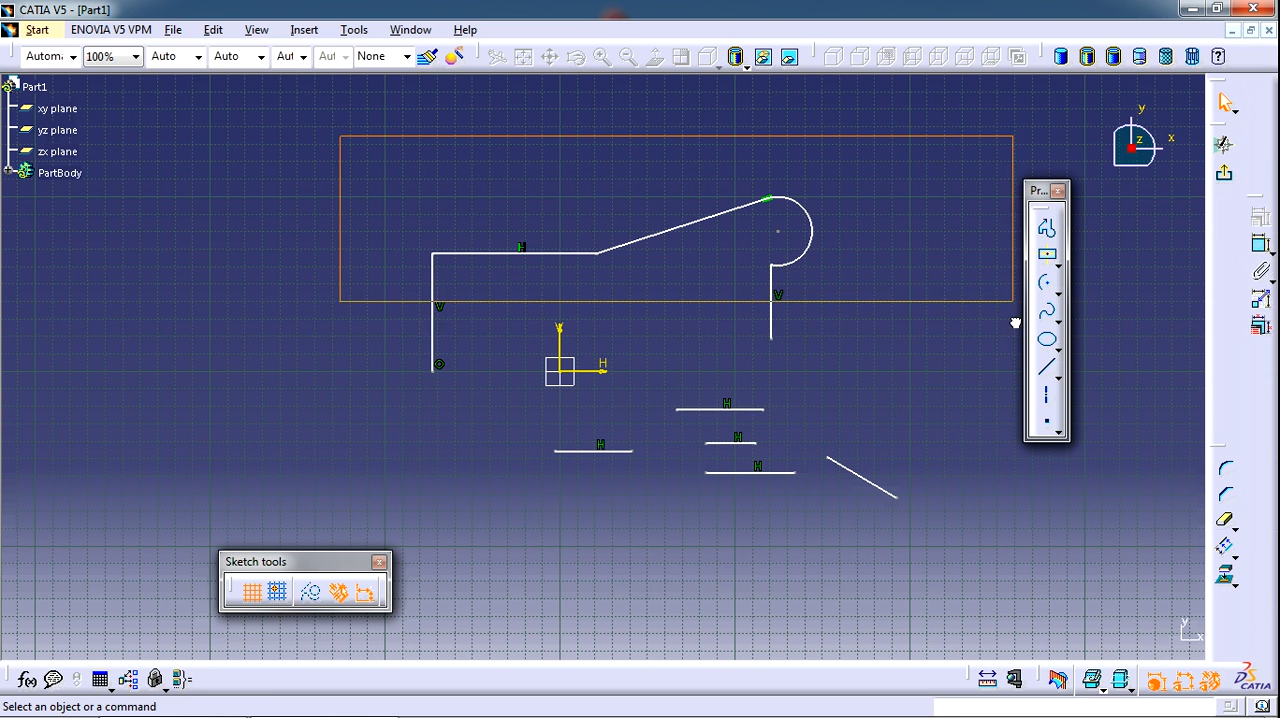 CATIA V5 - [Part1]
Start ENOVIA V5 VPM File Edit View Insert Tools Window Help
Autom. 100% Auto Auto Aut Aut None
Part1
xy plane
yz plane
zx plane
PartBody
y
x
z
Pr...
H
V
V
V
H
H
H
H
H
Sketch tools
y
x
f(x)
CATIA
Select an object or a command